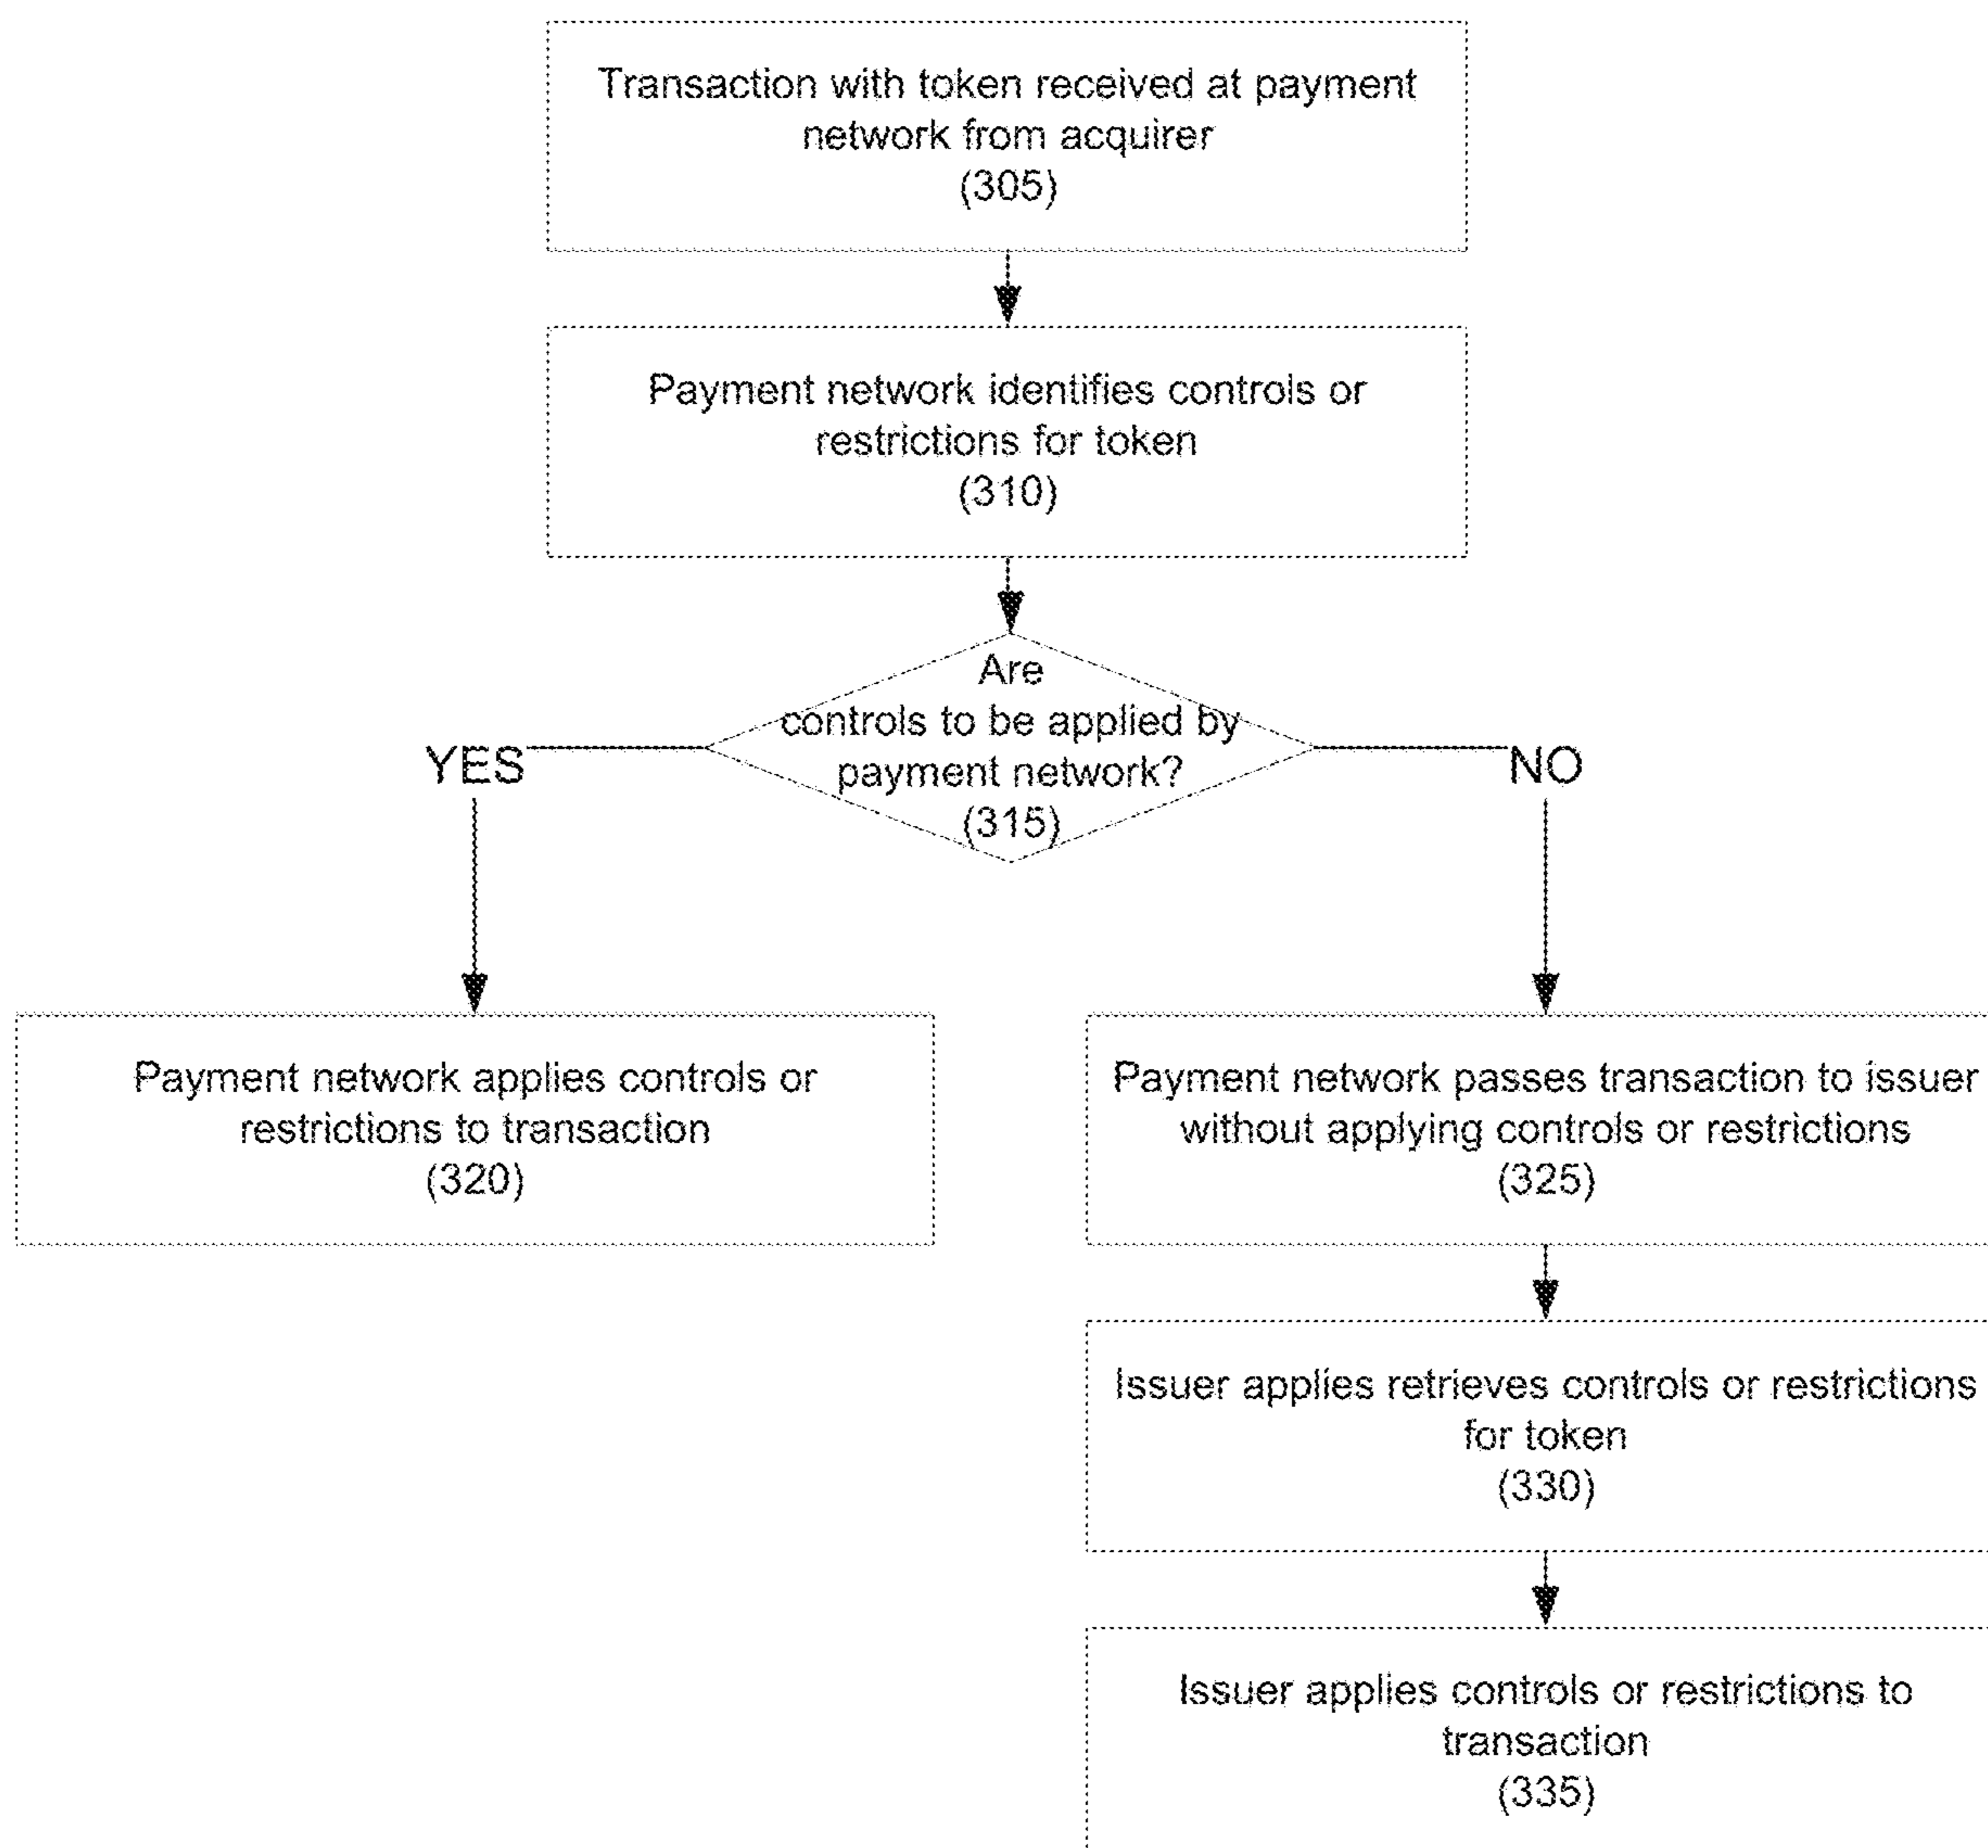 Transaction with token received at payment
network from acquirer
(305)
Payment network identifies controls or
restrictions for token
(310)
Are
controls to be applied by
payment network?
(315)
YES
NO
Payment network applies controls or
restrictions to transaction
(320)
Payment network passes transaction to issuer
without applying controls or restrictions
(325)
Issuer applies retrieves controls or restrictions
for token
(330)
Issuer applies controls or restrictions to
transaction
(335)